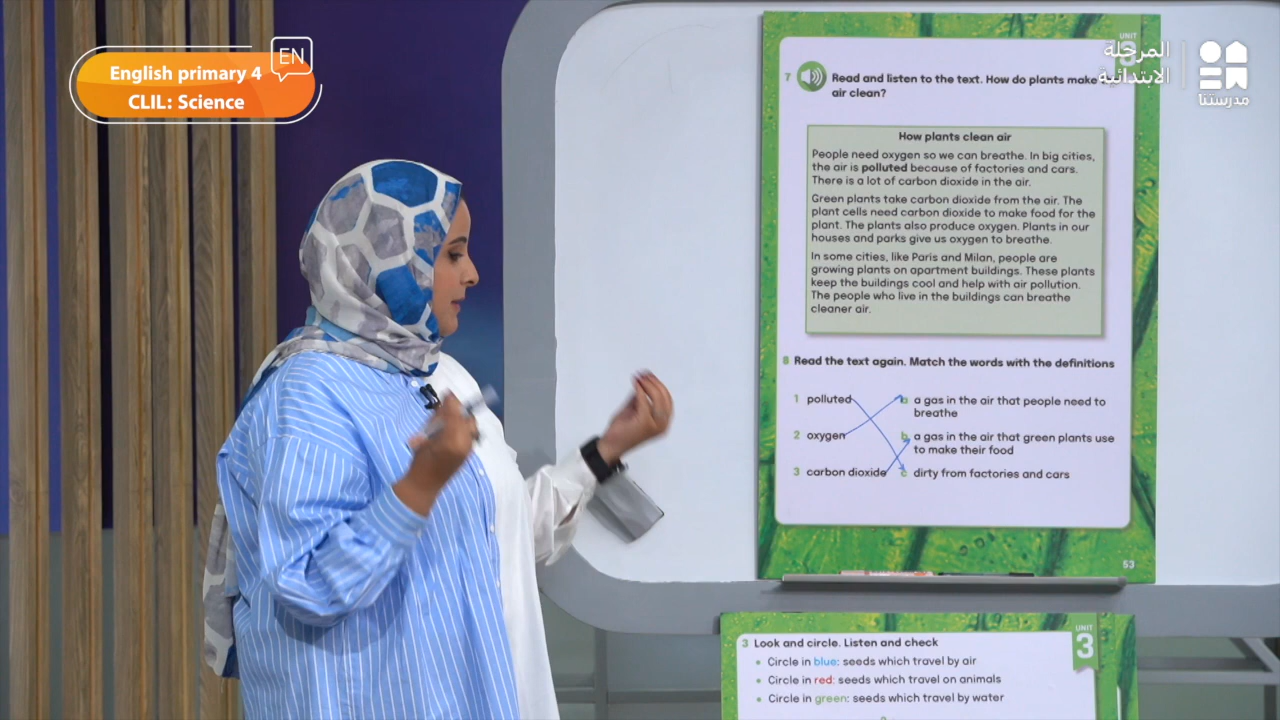 English primary 4
CLIL: Science
EN
المرحلة
الابتدائية
مدرستنا
UNIT
7 Read and listen to the text. How do plants make
air clean?
How plants clean air
People need oxygen so we can breathe. In big cities,
the air is polluted because of factories and cars.
There is a lot of carbon dioxide in the air.
Green plants take carbon dioxide from the air. The
plant cells need carbon dioxide to make food for the
plant. The plants also produce oxygen. Plants in our
houses and parks give us oxygen to breathe.
In some cities, like Paris and Milan, people are
growing plants on apartment buildings. These plants
keep the buildings cool and help with air pollution.
The people who live in the buildings can breathe
cleaner air.
8 Read the text again. Match the words with the definitions
1 polluted
a gas in the air that people need to
breathe
2 oxygen
b a gas in the air that green plants use
to make their food
3 carbon dioxide
c dirty from factories and cars
53
UNIT
3
3 Look and circle. Listen and check
• Circle in blue: seeds which travel by air
• Circle in red: seeds which travel on animals
• Circle in green: seeds which travel by water